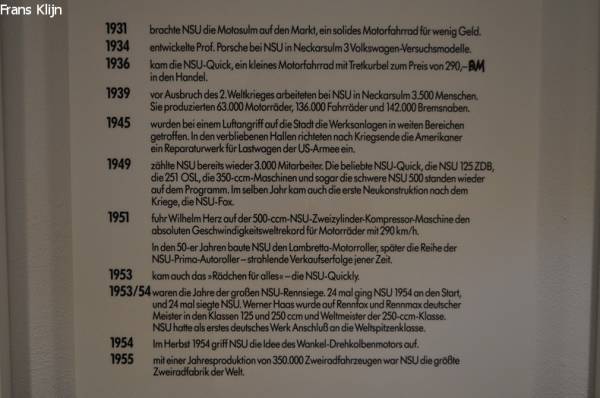 Frans Klijn
1931 brachte NSU die Motosulm auf den Markt, ein solides Motorfahrrad für wenig Geld.
1934 entwickelte Prof. Porsche bei NSU in Neckarsulm 3 Volkswagen-Versuchsmodelle.
1936 kam die NSU-Quick, ein kleines Motorfahrrad mit Tretkurbel zum Preis von 290,– RM
in den Handel.
1939 vor Ausbruch des 2. Weltkrieges arbeiteten bei NSU in Neckarsulm 3.500 Menschen.
Sie produzierten 63.000 Motorräder, 136.000 Fahrräder und 142.000 Bremsnaben.
1945 wurden bei einem Luftangriff auf die Stadt die Werksanlagen in weiten Bereichen
getroffen. In den verbliebenen Hallen richteten nach Kriegsende die Amerikaner
ein Reparaturwerk für Lastwagen der US-Armee ein.
1949 zählte NSU bereits wieder 3.000 Mitarbeiter. Die beliebte NSU-Quick, die NSU 125 ZDB,
die 251 OSL, die 350-ccm-Maschinen und sogar die schwere NSU 500 standen wieder
auf dem Programm. Im selben Jahr kam auch die erste Neukonstruktion nach dem
Kriege, die NSU-Fox.
1951 fuhr Wilhelm Herz auf der 500-ccm-NSU-Zweizylinder-Kompressor-Maschine den
absoluten Geschwindigkeitsweltrekord für Motorräder mit 290 km/h.
In den 50-er Jahren baute NSU den Lambretta-Motorroller, später die Reihe der
NSU-Prima-Autoroller – strahlende Verkaufserfolge jener Zeit.
1953 kam auch das »Rädchen für alles« – die NSU-Quickly.
1953/54 waren die Jahre der großen NSU-Rennsiege. 24 mal ging NSU 1954 an den Start,
und 24 mal siegte NSU. Werner Haas wurde auf Rennfox und Rennmax deutscher
Meister in den Klassen 125 und 250 ccm und Weltmeister der 250-ccm-Klasse.
NSU hatte als erstes deutsches Werk Anschluß an die Weltspitzenklasse.
1954 Im Herbst 1954 griff NSU die Idee des Wankel-Drehkolbenmotors auf.
1955 mit einer Jahresproduktion von 350.000 Zweiradfahrzeugen war NSU die größte
Zweiradfabrik der Welt.